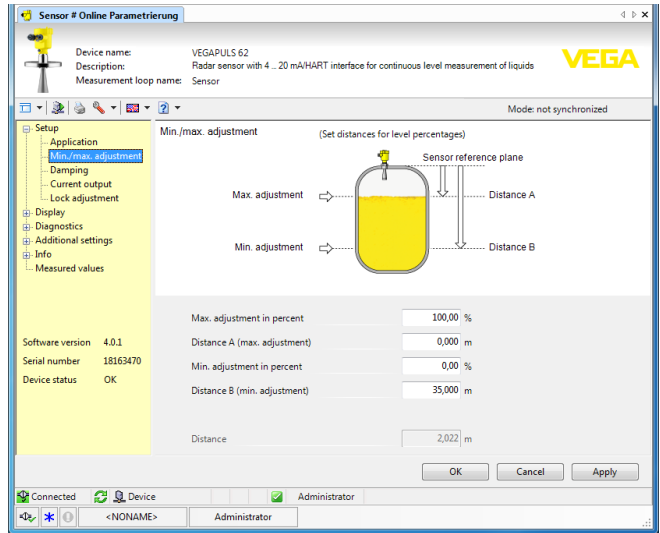 Sensor # Online Parametrierung
Device name: VEGAPULS 62
Description: Radar sensor with 4 .. 20 mA/HART interface for continuous level measurement of liquids
Measurement loop name: Sensor
VEGA
Mode: not synchronized
Setup
Application
Min./max. adjustment
Damping
Current output
Lock adjustment
Display
Diagnostics
Additional settings
Info
Measured values
Software version 4.0.1
Serial number 18163470
Device status OK
Min./max. adjustment (Set distances for level percentages)
Sensor reference plane
Max. adjustment Distance A
Min. adjustment Distance B
Max. adjustment in percent 100,00 %
Distance A (max. adjustment) 0,000 m
Min. adjustment in percent 0,00 %
Distance B (min. adjustment) 35,000 m
Distance 2,022 m
OK Cancel Apply
Connected Device Administrator
<NONAME> Administrator